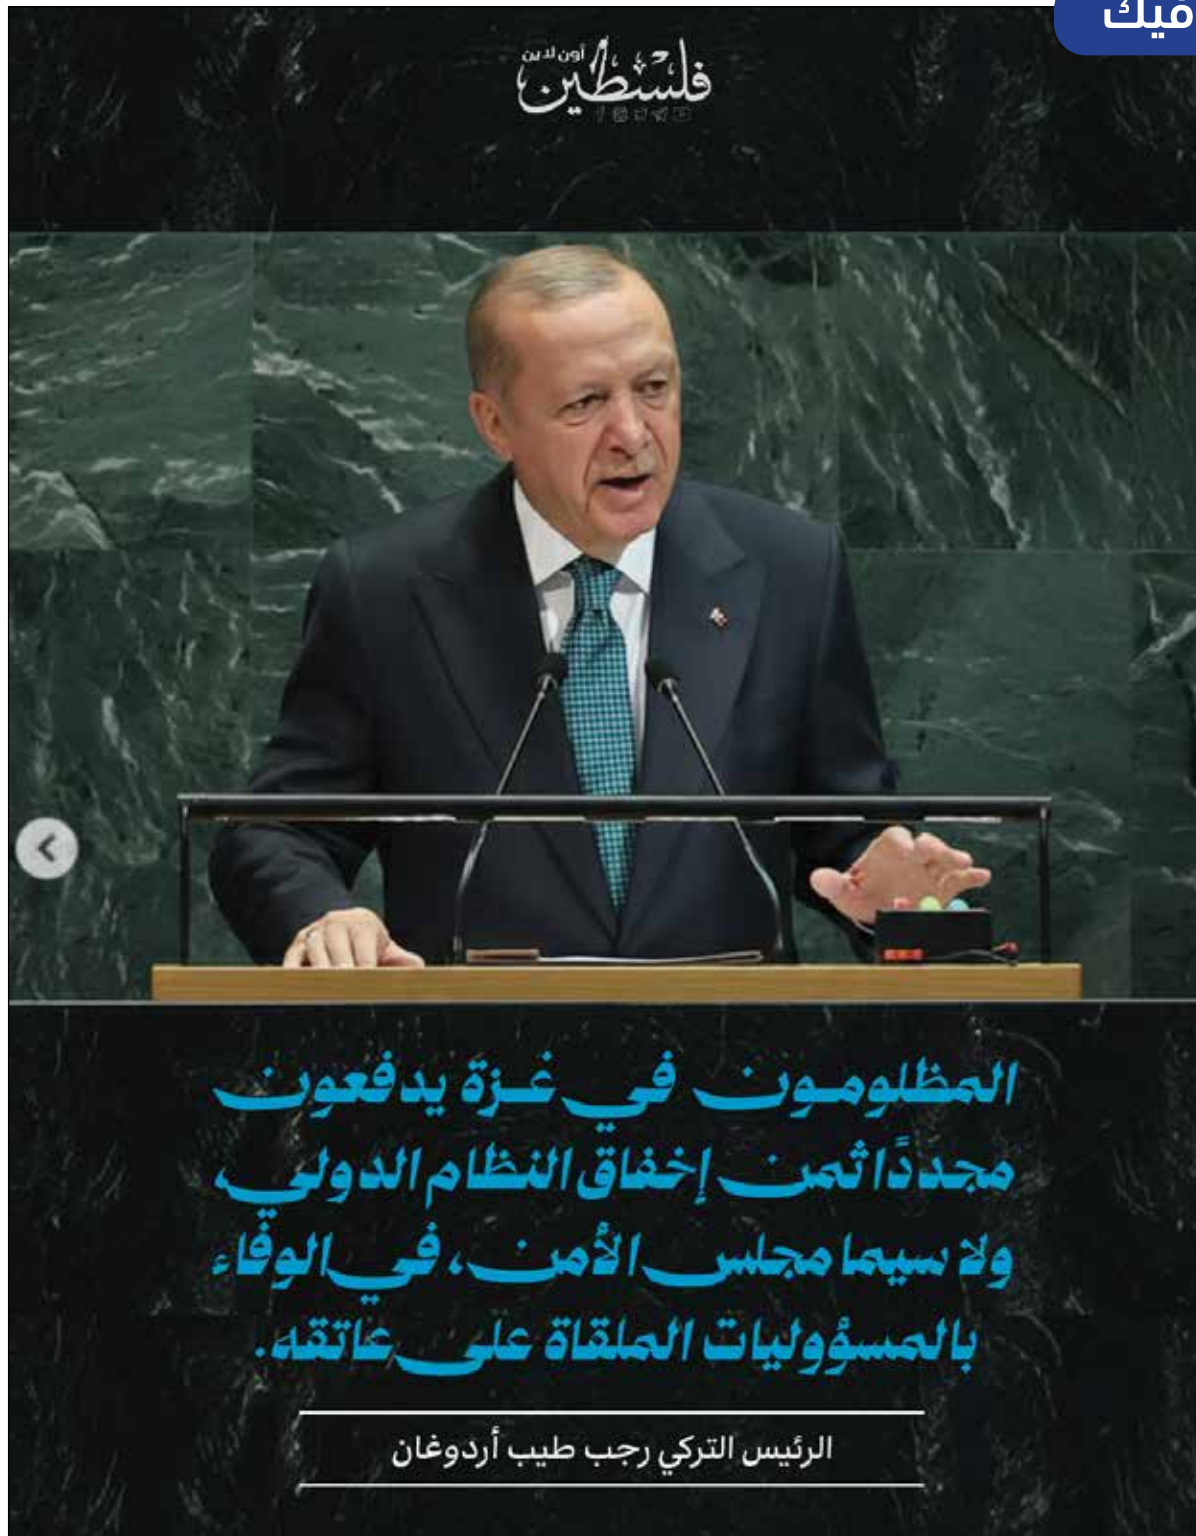 فيك
فلسطين أون لاين
المظلومون في غزة يدفعون
مجددًا ثمن إخفاق النظام الدولي،
ولا سيما مجلس الأمن، في الوفاء
بالمسؤوليات الملقاة على عاتقه.
الرئيس التركي رجب طيب أردوغان